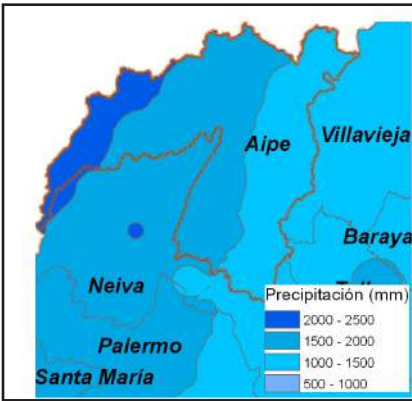 Aipe
Villavieja
Baraya
Neiva
Palermo
Santa María
Precipitación (mm)
2000 - 2500
1500 - 2000
1000 - 1500
500 - 1000